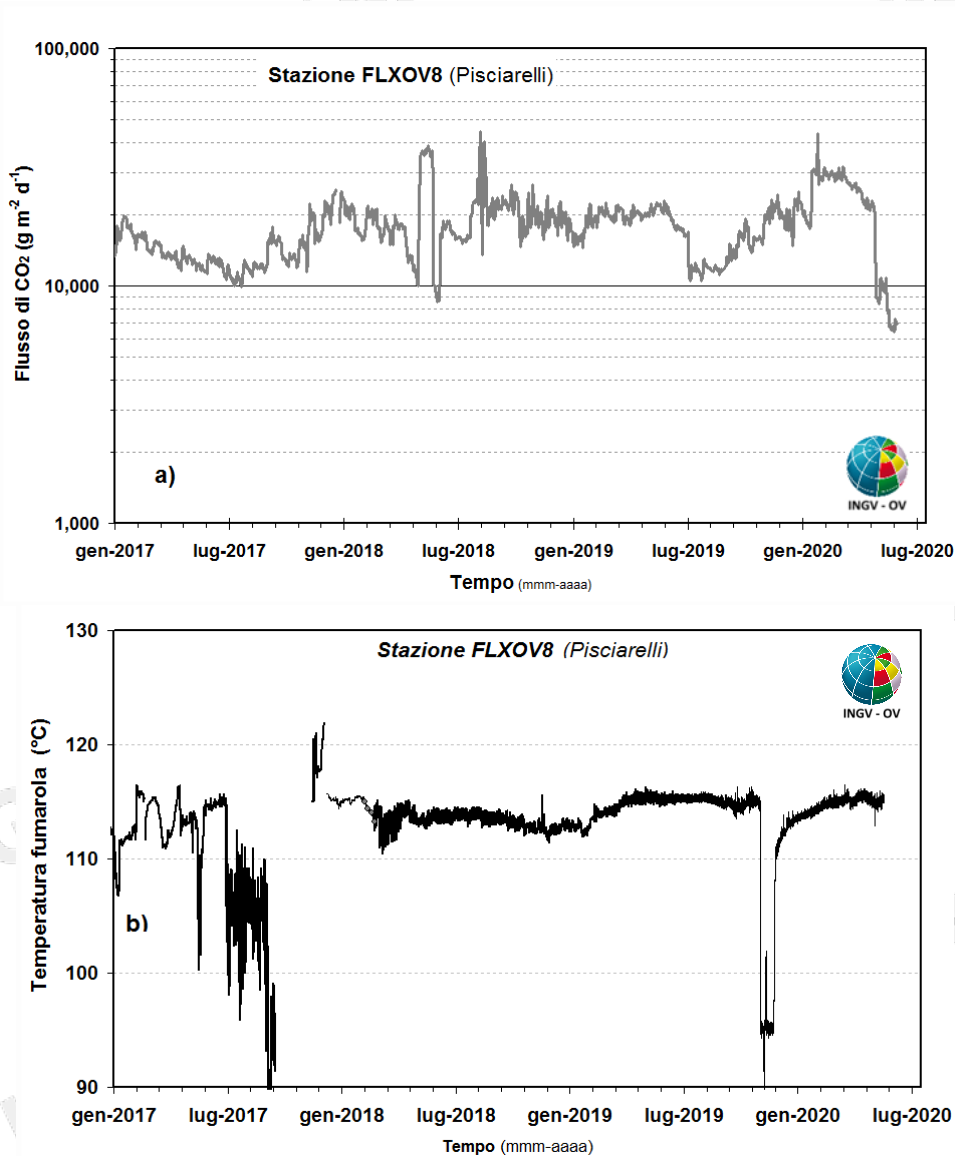 Stazione FLXOV8 (Pisciarelli)
Flusso di CO₂ (g m⁻² d⁻¹)
100,000
10,000
1,000
a)
INGV - OV
gen-2017 lug-2017 gen-2018 lug-2018 gen-2019 lug-2019 gen-2020 lug-2020
Tempo (mmm-aaaa)
Stazione FLXOV8 (Pisciarelli)
Temperatura fumarola (°C)
130
120
110
100
90
b)
INGV - OV
gen-2017 lug-2017 gen-2018 lug-2018 gen-2019 lug-2019 gen-2020 lug-2020
Tempo (mmm-aaaa)